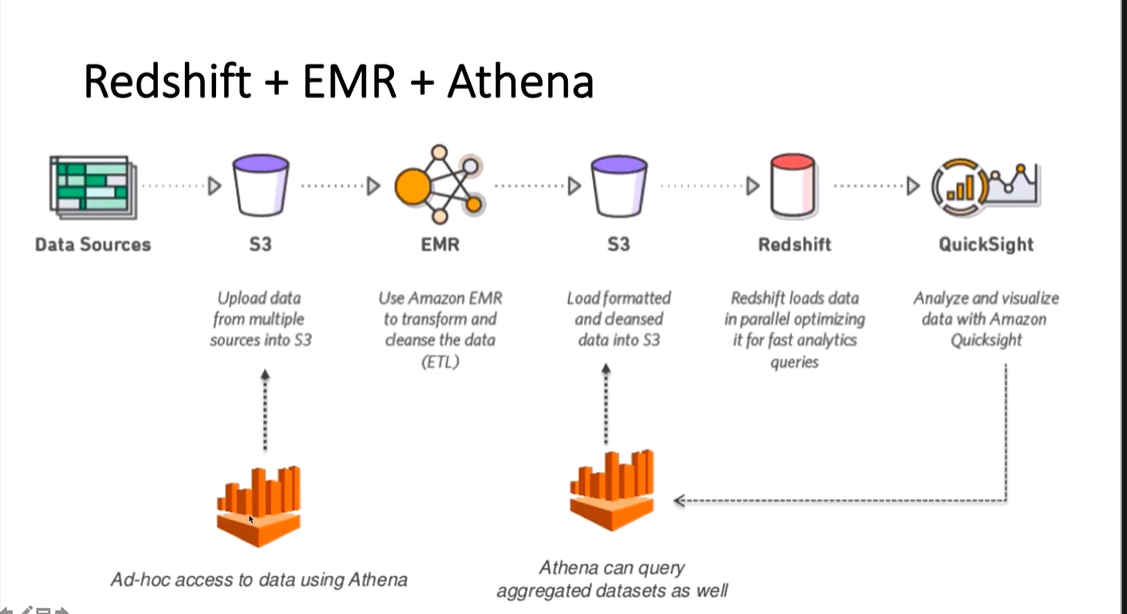 Redshift + EMR + Athena
Data Sources
S3
EMR
S3
Redshift
QuickSight
Upload data
from multiple
sources into S3
Use Amazon EMR
to transform and
cleanse the data
(ETL)
Load formatted
and cleansed
data into S3
Redshift loads data
in parallel optimizing
it for fast analytics
queries
Analyze and visualize
data with Amazon
Quicksight
Ad-hoc access to data using Athena
Athena can query
aggregated datasets as well